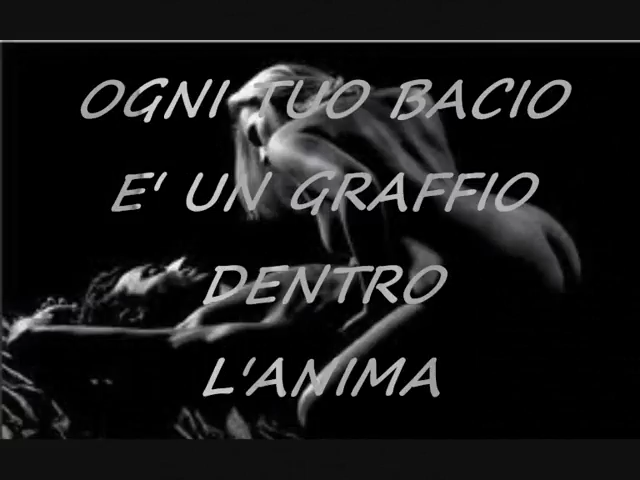 OGNI TUO BACIO
E' UN GRAFFIO
DENTRO
L'ANIMA